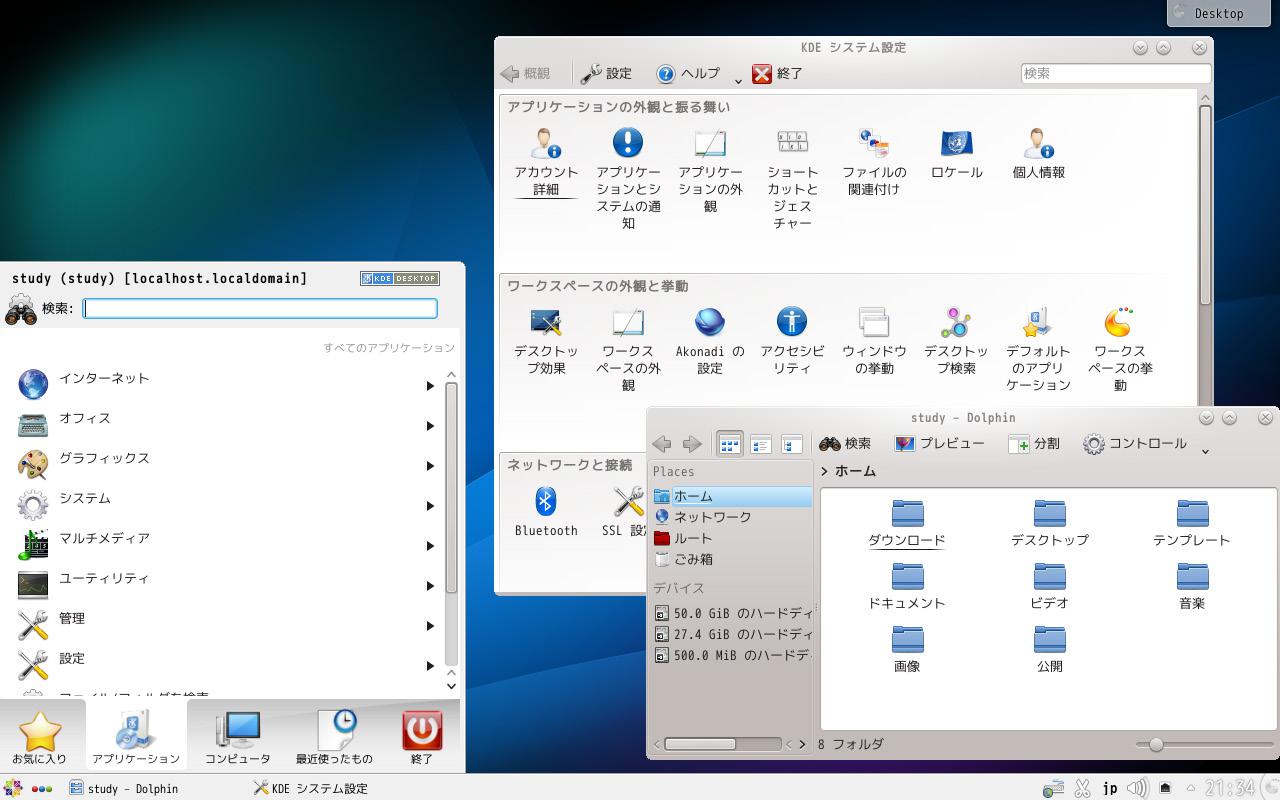 Desktop
KDE システム設定
概観 設定 ヘルプ 終了 検索
アプリケーションの外観と振る舞い
アカウント
詳細
アプリケー
ションとシ
ステムの通
知
アプリケー
ションの外
観
ショート
カットと
ジェス
チャー
ファイルの
関連付け
ロケール
個人情報
ワークスペースの外観と挙動
デスクトッ
プ効果
ワークス
ペースの外
観
Akonadi の
設定
アクセシビ
リティ
ウィンドウ
の挙動
デスクトッ
プ検索
デフォルト
のアプリ
ケーション
ワークス
ペースの挙
動
ネットワークと接続
Bluetooth
SSL 設
study (study) [localhost.localdomain]
KDE DESKTOP
検索:
すべてのアプリケーション
インターネット
オフィス
グラフィックス
システム
マルチメディア
ユーティリティ
管理
設定
ファイル/フォルダを検索
お気に入り
アプリケーション
コンピュータ
最近使ったもの
終了
study – Dolphin
検索 プレビュー 分割 コントロール
Places
ホーム
ネットワーク
ルート
ごみ箱
デバイス
50.0 GiB のハードディ
27.4 GiB のハードディ
500.0 MiB のハードデ
> ホーム
ダウンロード
デスクトップ
テンプレート
ドキュメント
ビデオ
音楽
画像
公開
8 フォルダ
study – Dolphin
KDE システム設定
jp
21:34